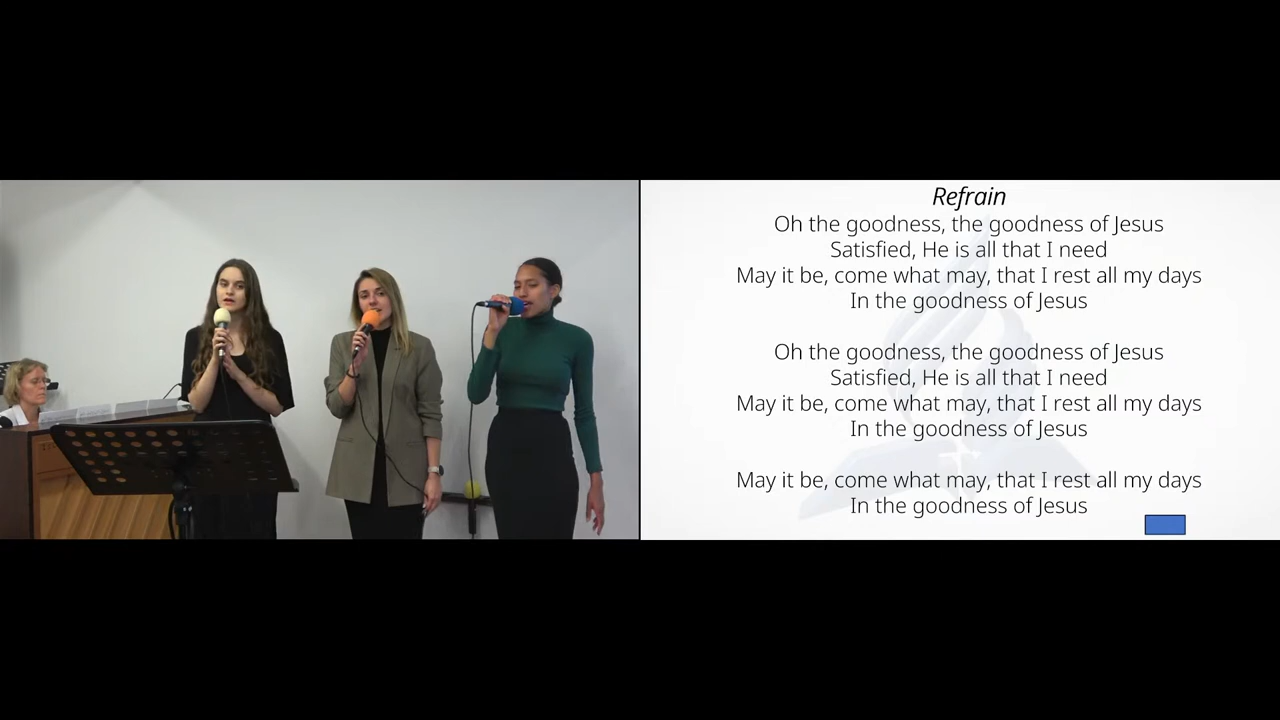 Refrain
Oh the goodness, the goodness of Jesus
Satisfied, He is all that I need
May it be, come what may, that I rest all my days
In the goodness of Jesus
Oh the goodness, the goodness of Jesus
Satisfied, He is all that I need
May it be, come what may, that I rest all my days
In the goodness of Jesus
May it be, come what may, that I rest all my days
In the goodness of Jesus